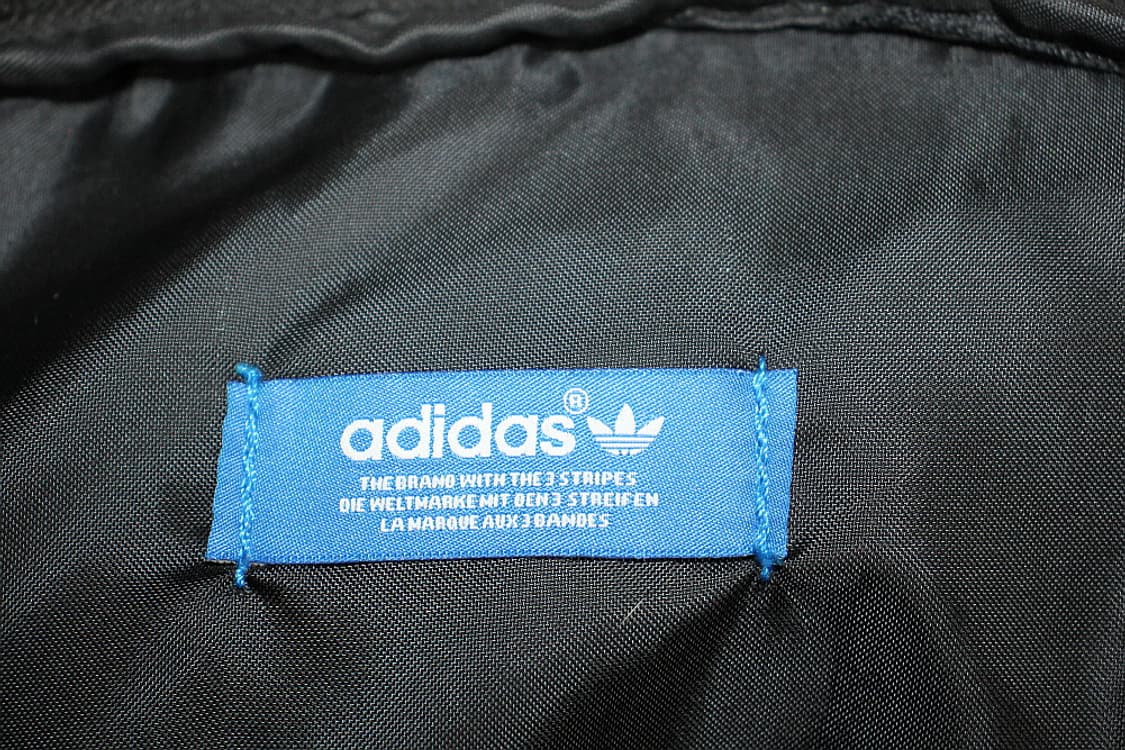 adidas®
THE BRAND WITH THE 3 STRIPES
DIE WELTMARKE MIT DEN 3 STREIFEN
LA MARQUE AUX 3 BANDES